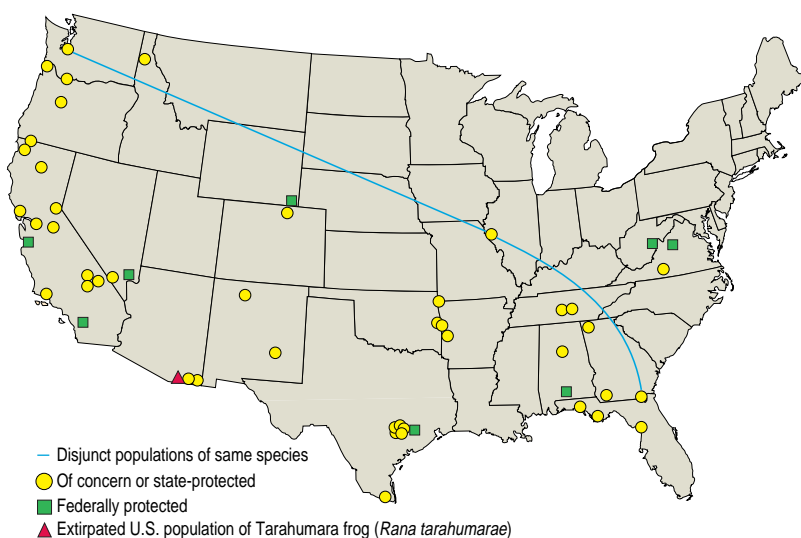 Disjunct populations of same species
Of concern or state-protected
Federally protected
Extirpated U.S. population of Tarahumara frog (Rana tarahumarae)